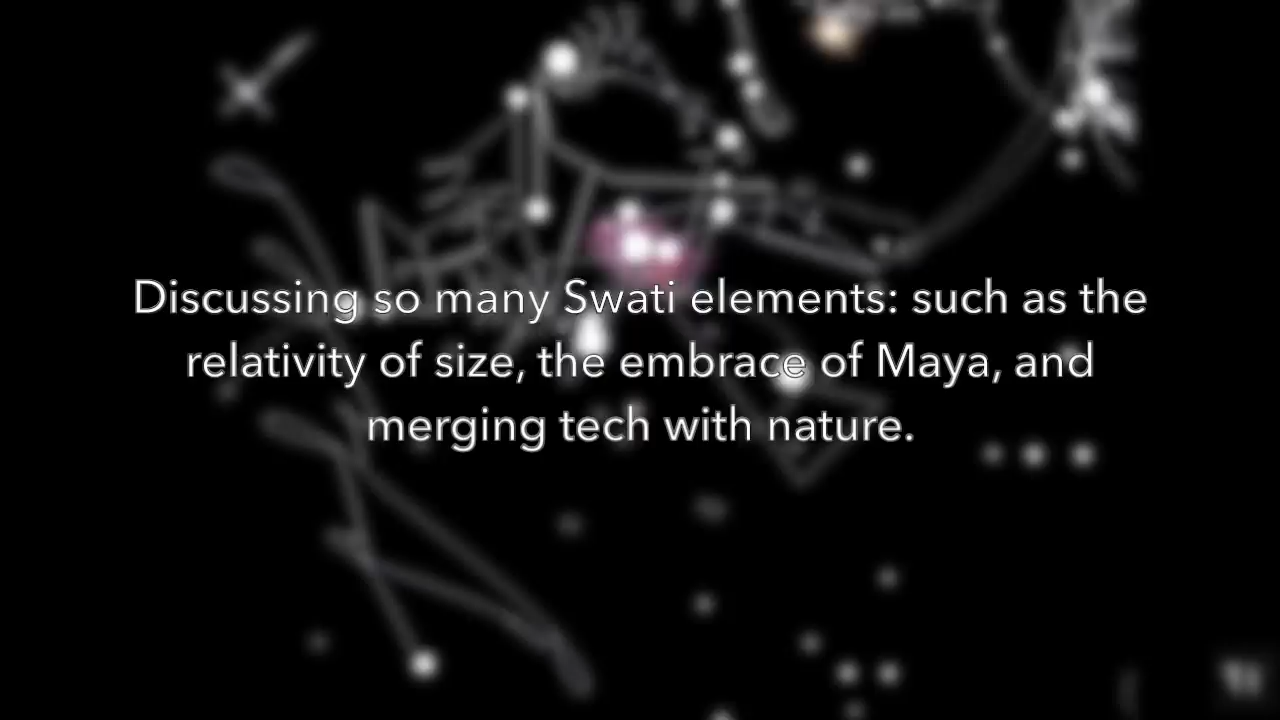 Discussing so many Swati elements: such as the
relativity of size, the embrace of Maya, and
merging tech with nature.